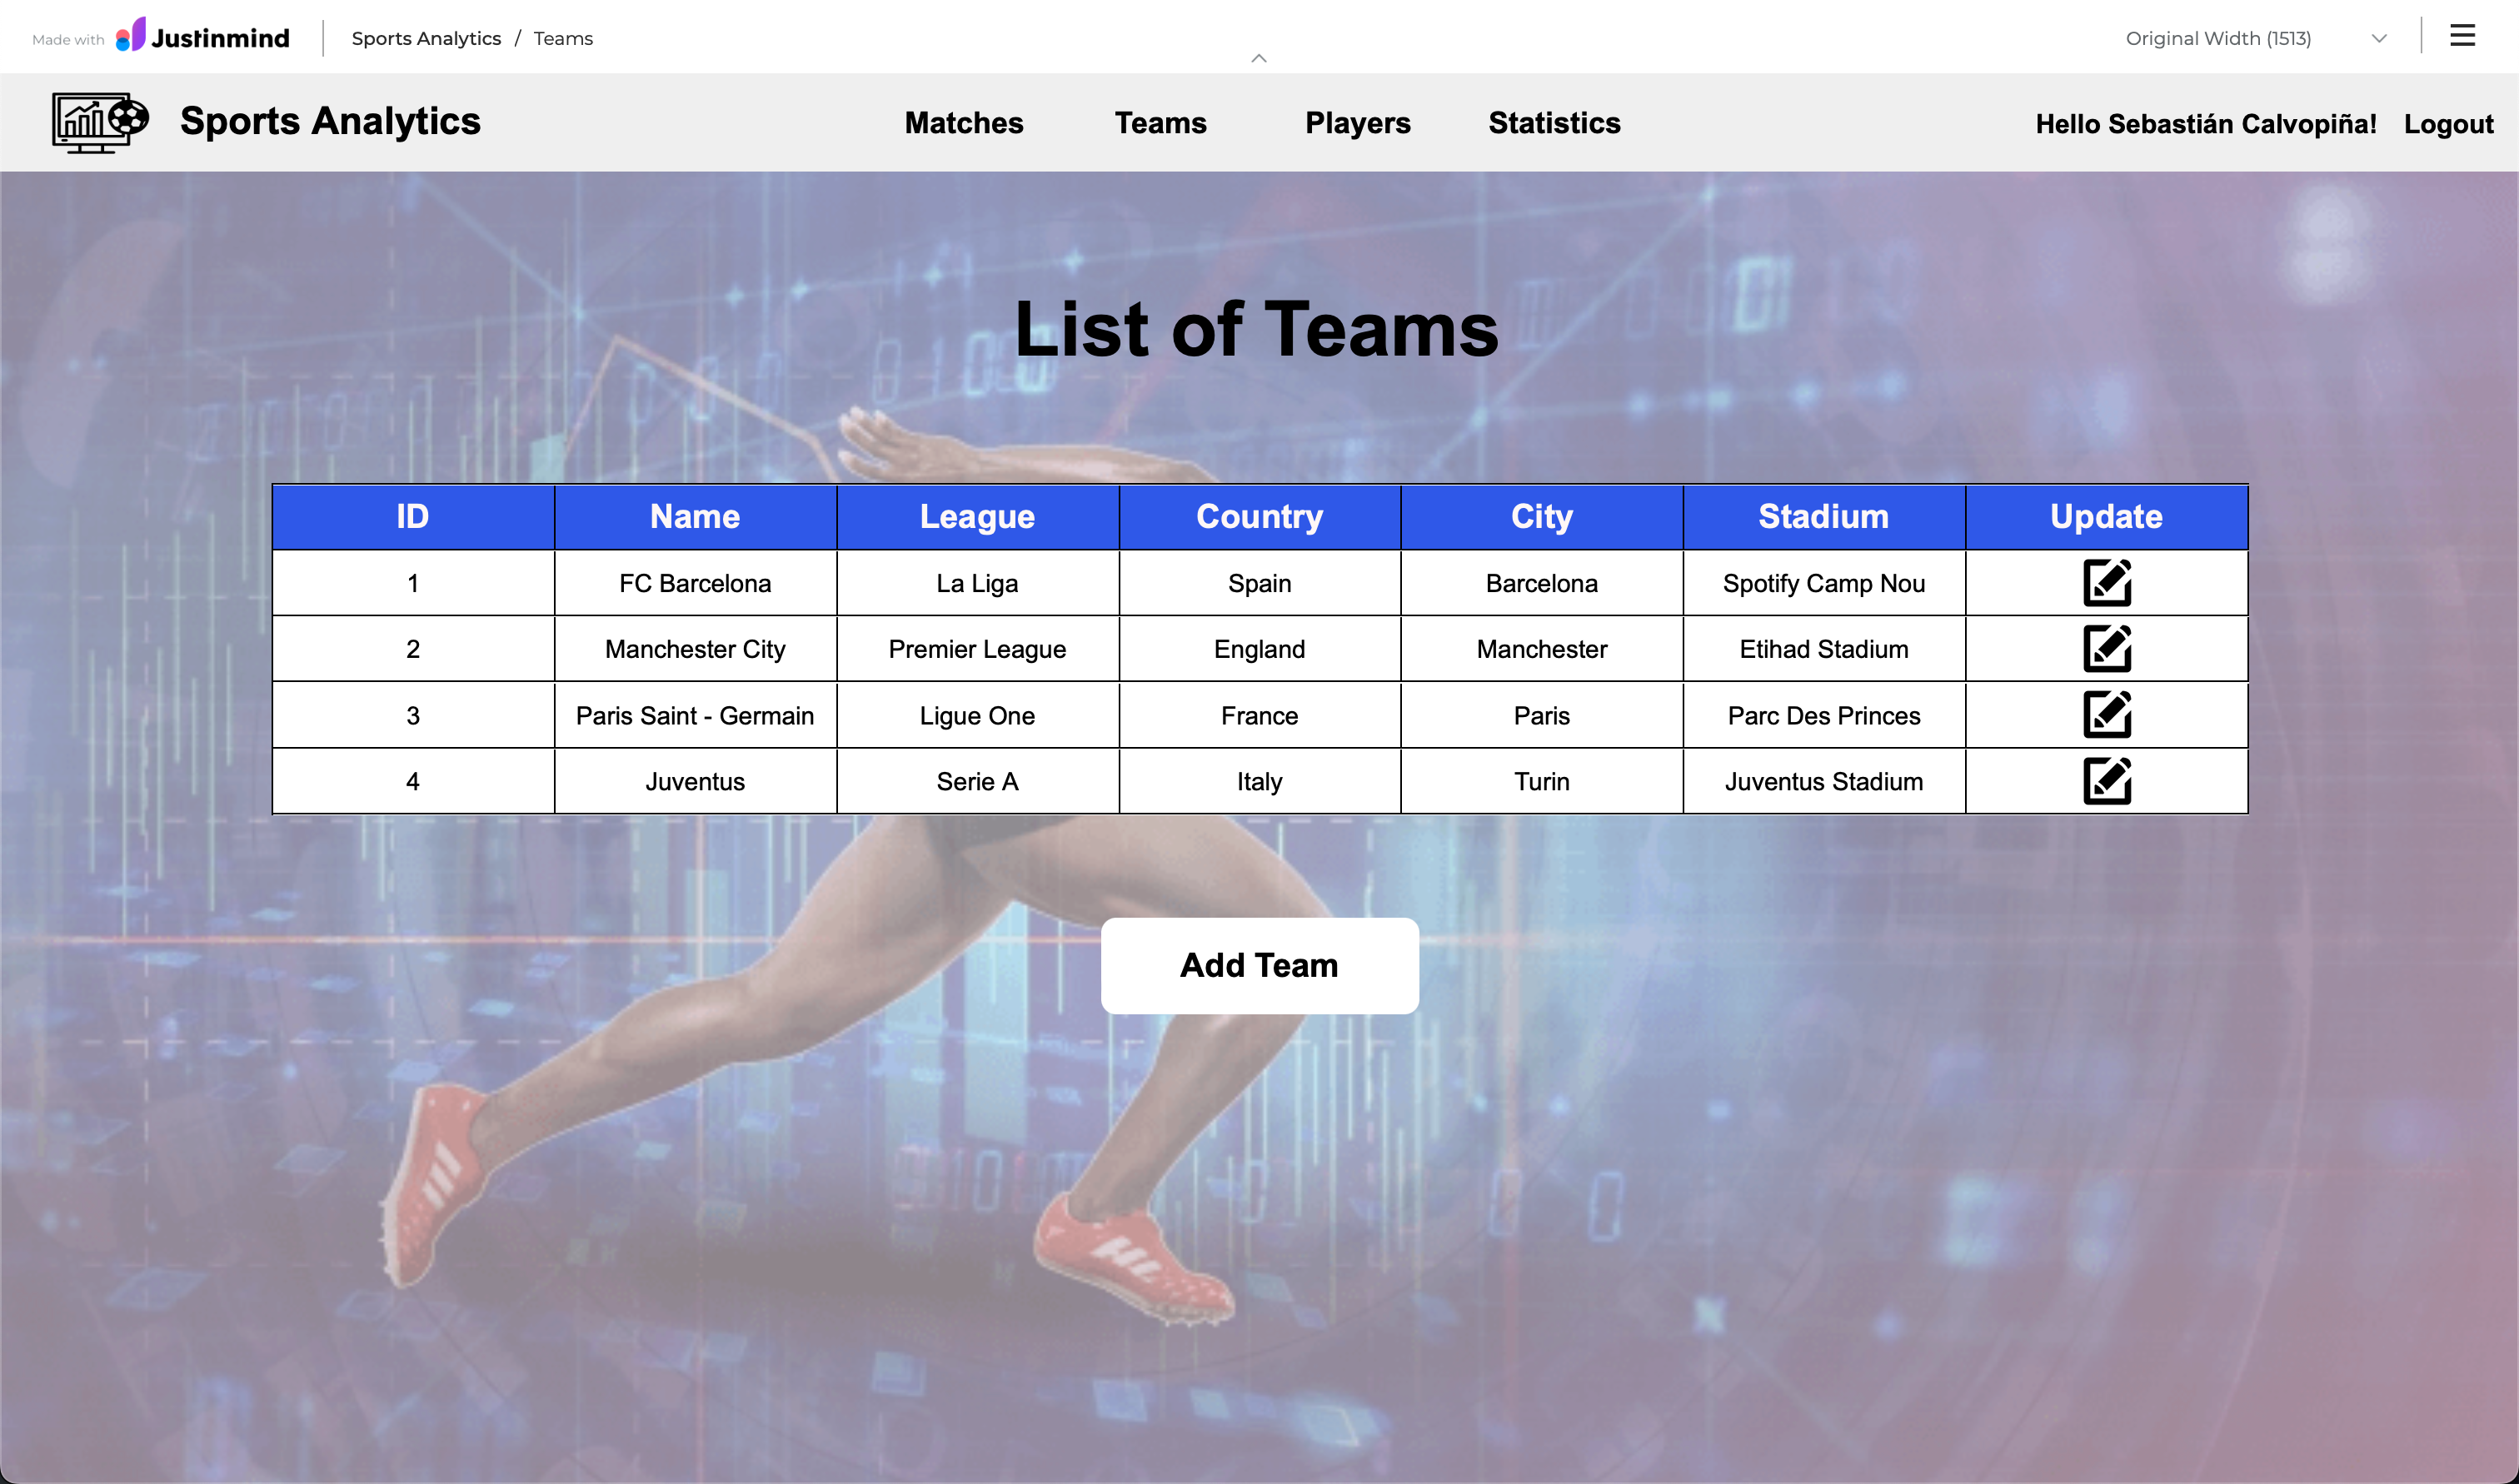 Made with Justinmind Sports Analytics / Teams Original Width (1513)
Sports Analytics Matches Teams Players Statistics Hello Sebastián Calvopiña! Logout
List of Teams
ID Name League Country City Stadium Update
1 FC Barcelona La Liga Spain Barcelona Spotify Camp Nou
2 Manchester City Premier League England Manchester Etihad Stadium
3 Paris Saint - Germain Ligue One France Paris Parc Des Princes
4 Juventus Serie A Italy Turin Juventus Stadium
Add Team